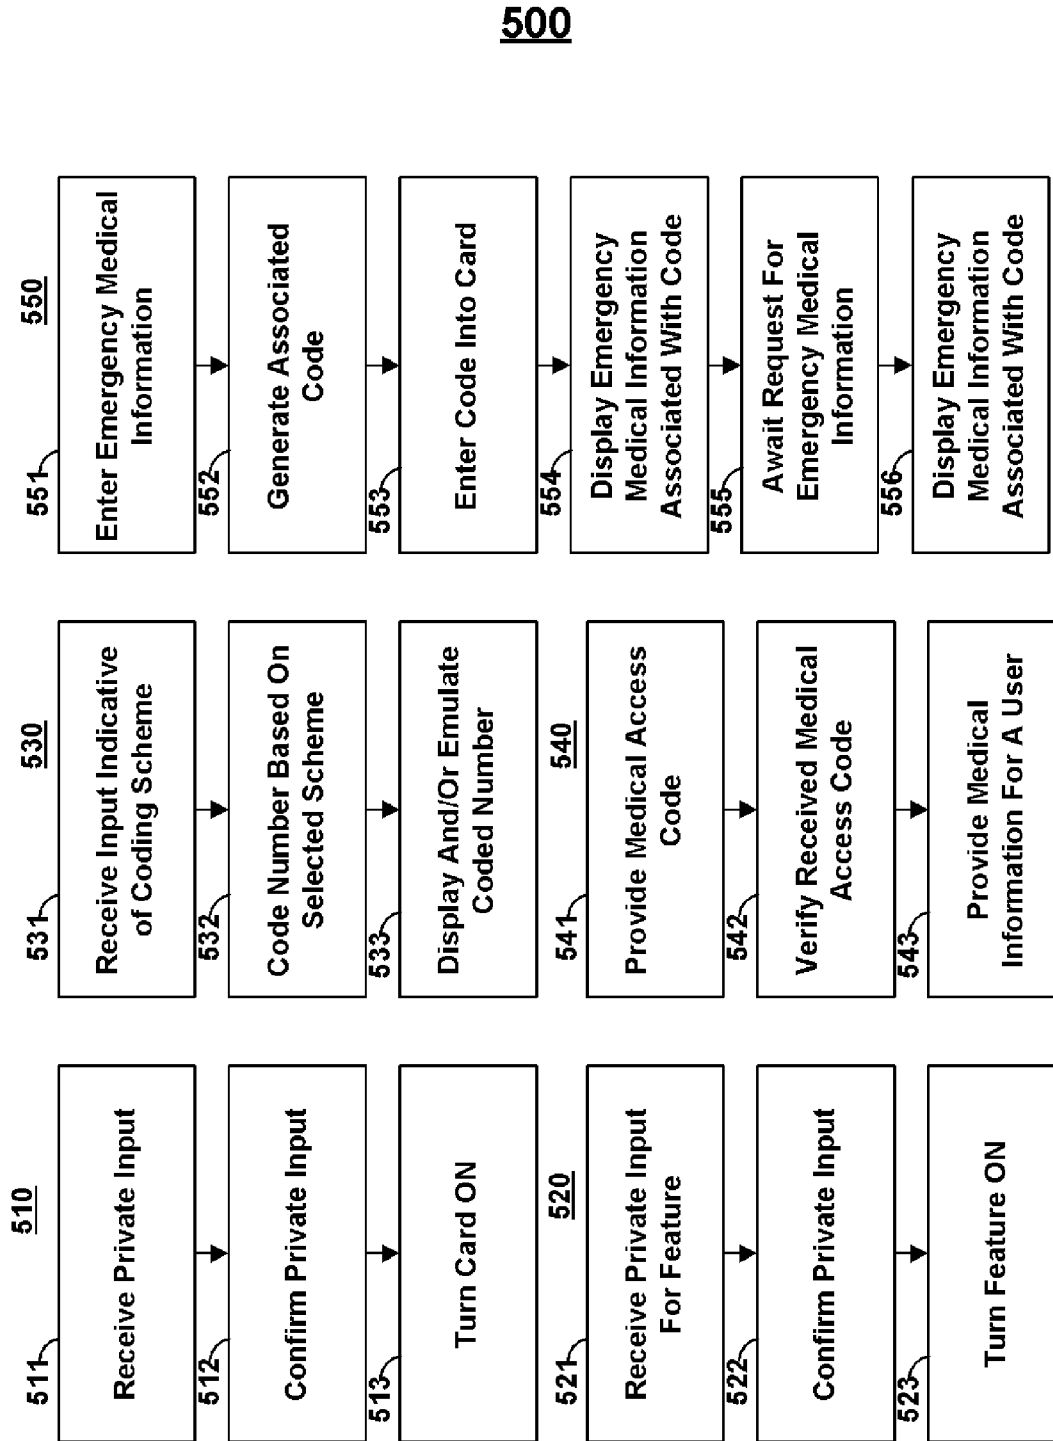 500
510
511
Receive Private Input
512
Confirm Private Input
513
Turn Card ON
520
521
Receive Private Input
For Feature
522
Confirm Private Input
523
Turn Feature ON
530
531
Receive Input Indicative
of Coding Scheme
532
Code Number Based On
Selected Scheme
533
Display And/Or Emulate
Coded Number
540
541
Provide Medical Access
Code
542
Verify Received Medical
Access Code
543
Provide Medical
Information For A User
550
551
Enter Emergency Medical
Information
552
Generate Associated
Code
553
Enter Code Into Card
554
Display Emergency
Medical Information
Associated With Code
555
Await Request For
Emergency Medical
Information
556
Display Emergency
Medical Information
Associated With Code